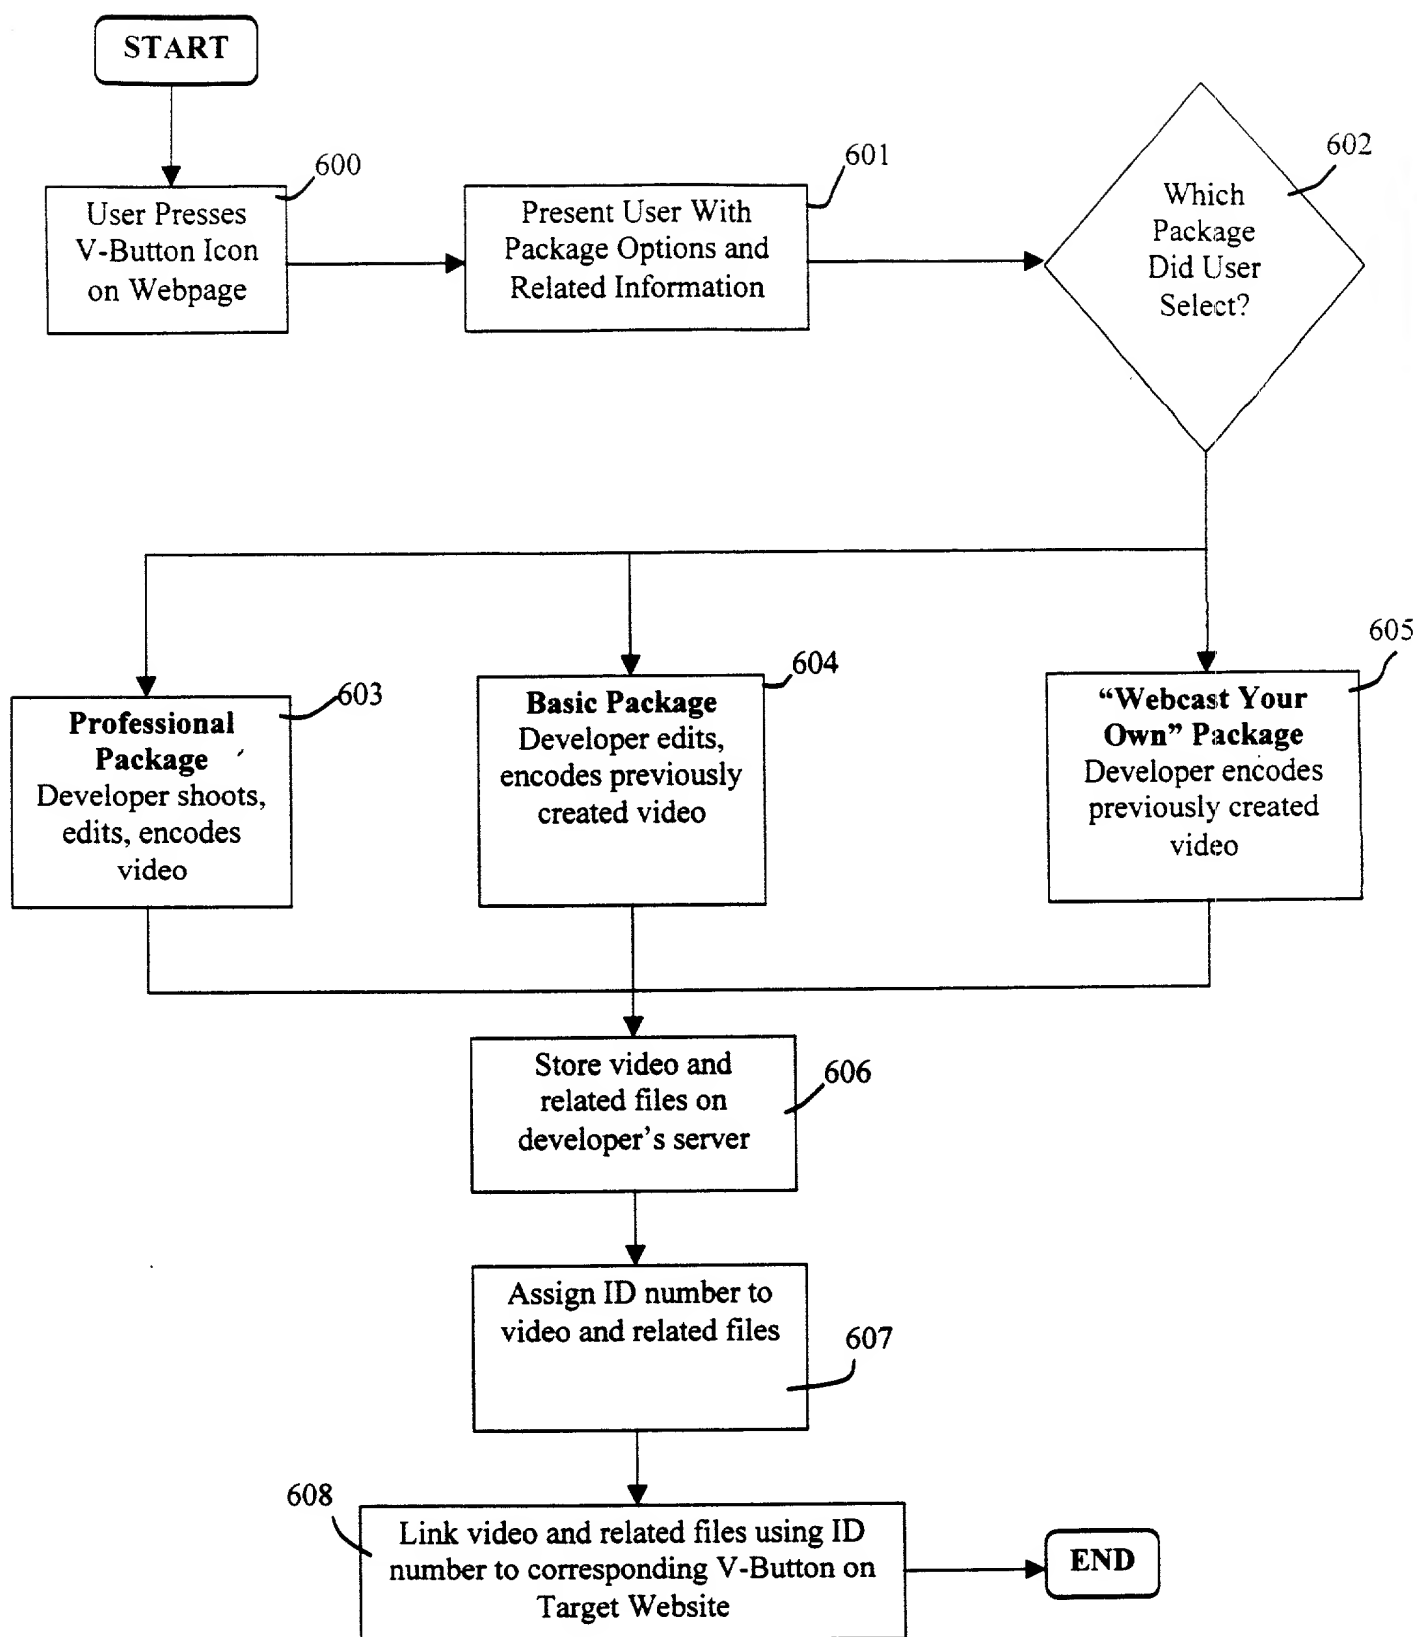 START
600
User Presses
V-Button Icon
on Webpage
601
Present User With
Package Options and
Related Information
602
Which
Package
Did User
Select?
603
Professional
Package
Developer shoots,
edits, encodes
video
604
Basic Package
Developer edits,
encodes previously
created video
605
“Webcast Your
Own” Package
Developer encodes
previously created
video
606
Store video and
related files on
developer’s server
607
Assign ID number to
video and related files
608
Link video and related files using ID
number to corresponding V-Button on
Target Website
END